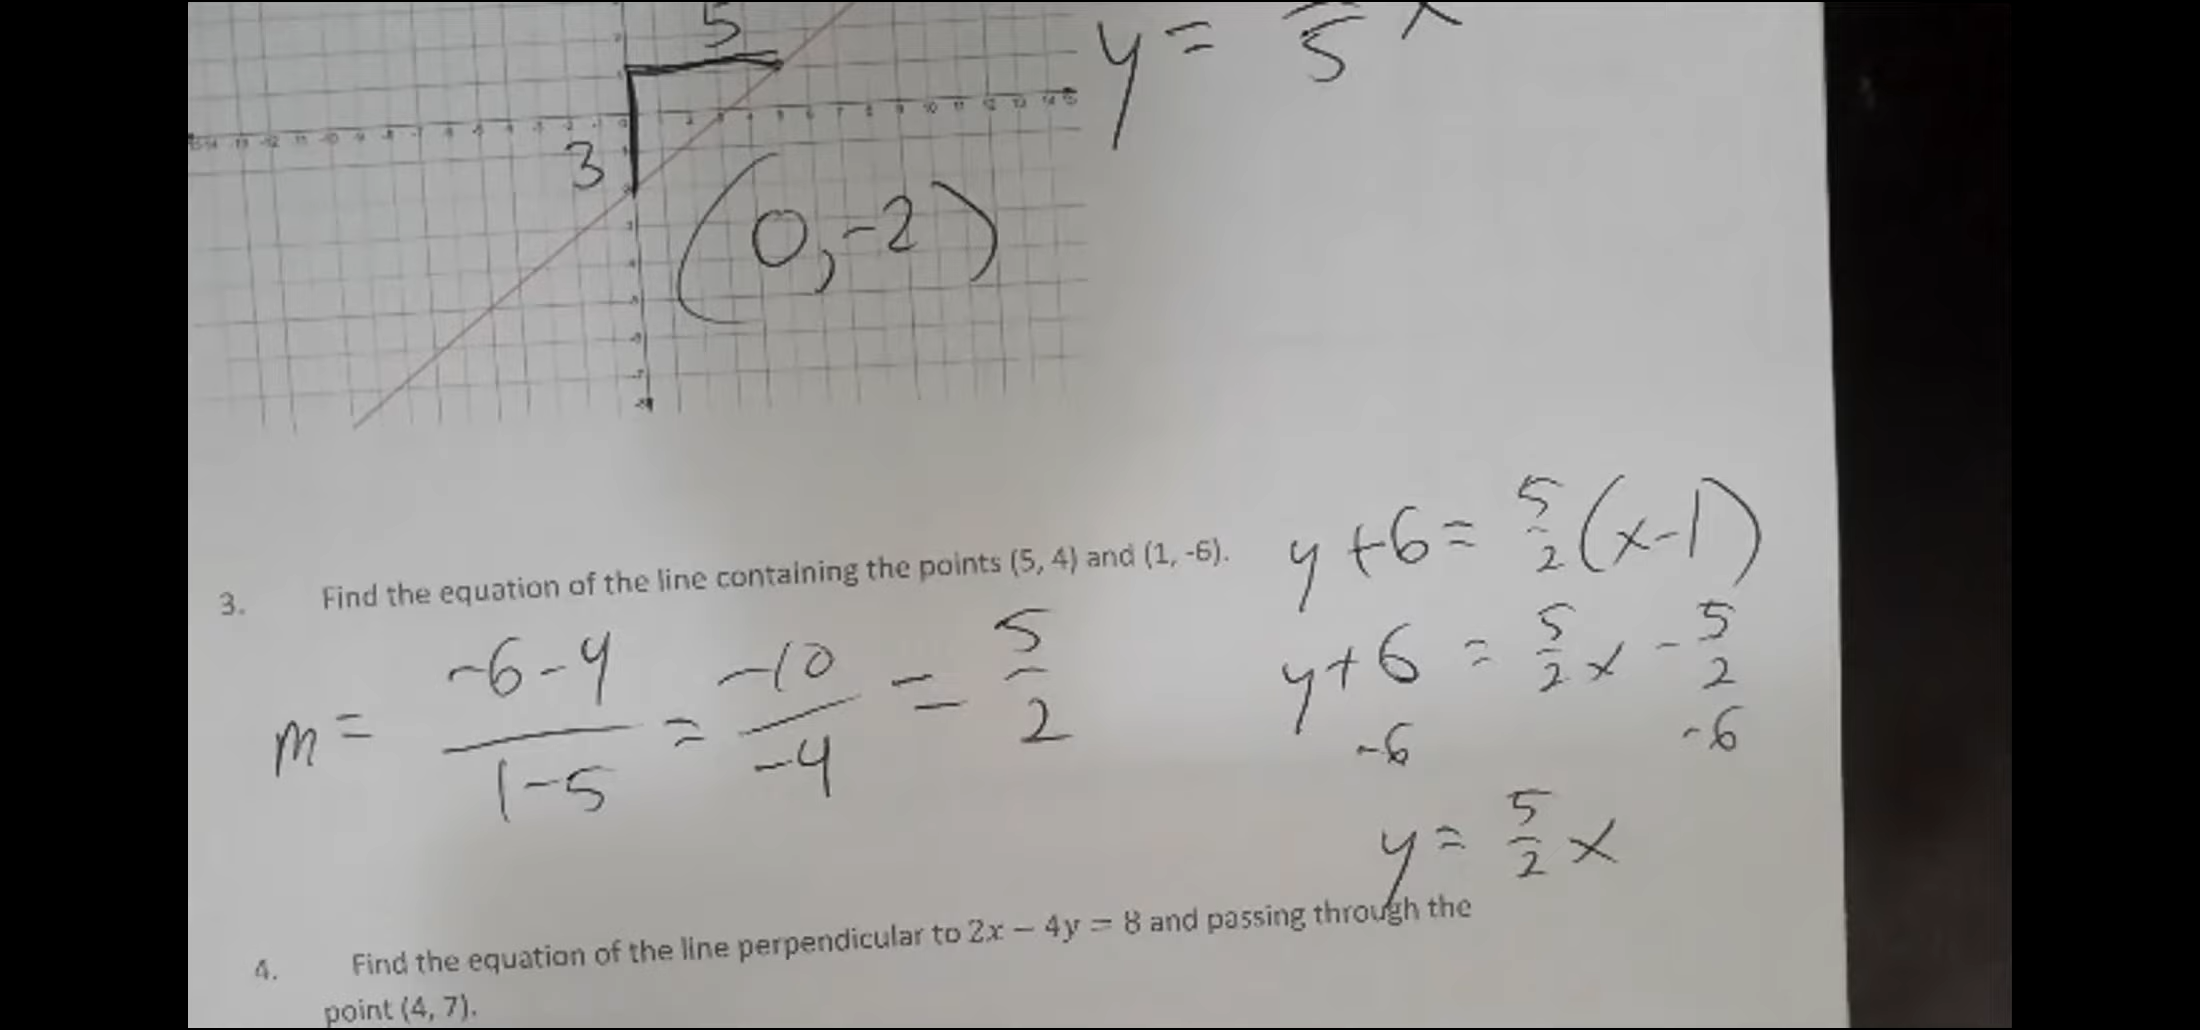 5
y = /5 x
3
(0, -2)
3. Find the equation of the line containing the points (5, 4) and (1, -6).
m = -6-4/1-5 = -10/-4 = 5/2
y+6 = 5/2(x-1)
y+6 = 5/2x - 5/2
-6 -6
y = 5/2x
4. Find the equation of the line perpendicular to 2x − 4y = 8 and passing through the
point (4, 7).